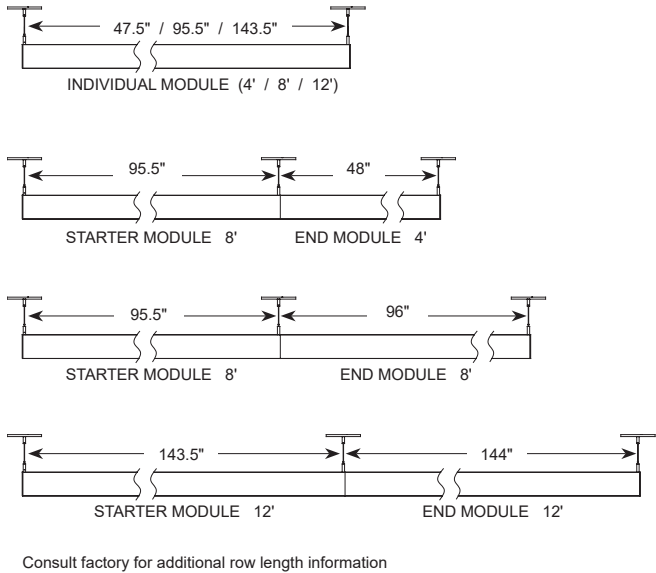 47.5" / 95.5" / 143.5"
INDIVIDUAL MODULE (4' / 8' / 12')
95.5" 48"
STARTER MODULE 8' END MODULE 4'
95.5" 96"
STARTER MODULE 8' END MODULE 8'
143.5" 144"
STARTER MODULE 12' END MODULE 12'
Consult factory for additional row length information